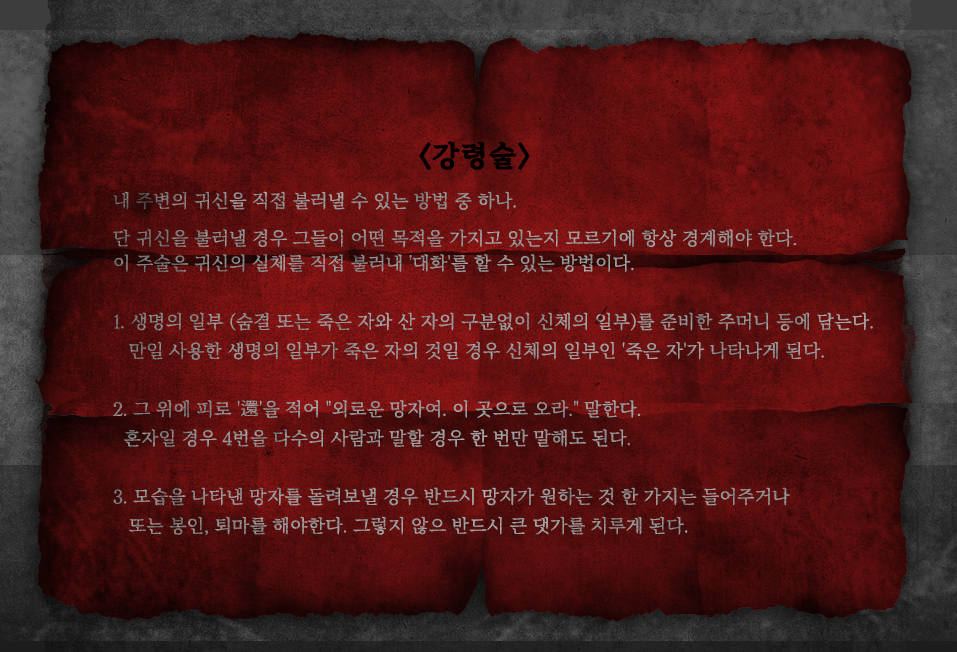 <강령술>
내 주변의 귀신을 직접 불러낼 수 있는 방법 중 하나.
단 귀신을 불러낼 경우 그들이 어떤 목적을 가지고 있는지 모르기에 항상 경계해야 한다.
이 주술은 귀신의 실체를 직접 불러내 '대화'를 할 수 있는 방법이다.
1. 생명의 일부 (숨결 또는 죽은 자와 산 자의 구분없이 신체의 일부)를 준비한 주머니 등에 담는다.
만일 사용한 생명의 일부가 죽은 자의 것일 경우 신체의 일부인 '죽은 자'가 나타나게 된다.
2. 그 위에 피로 '還'을 적어 "외로운 망자여. 이 곳으로 오라." 말한다.
혼자일 경우 4번을 다수의 사람과 말할 경우 한 번만 말해도 된다.
3. 모습을 나타낸 망자를 돌려보낼 경우 반드시 망자가 원하는 것 한 가지는 들어주거나
또는 봉인, 퇴마를 해야한다. 그렇지 않으 반드시 큰 댓가를 치루게 된다.